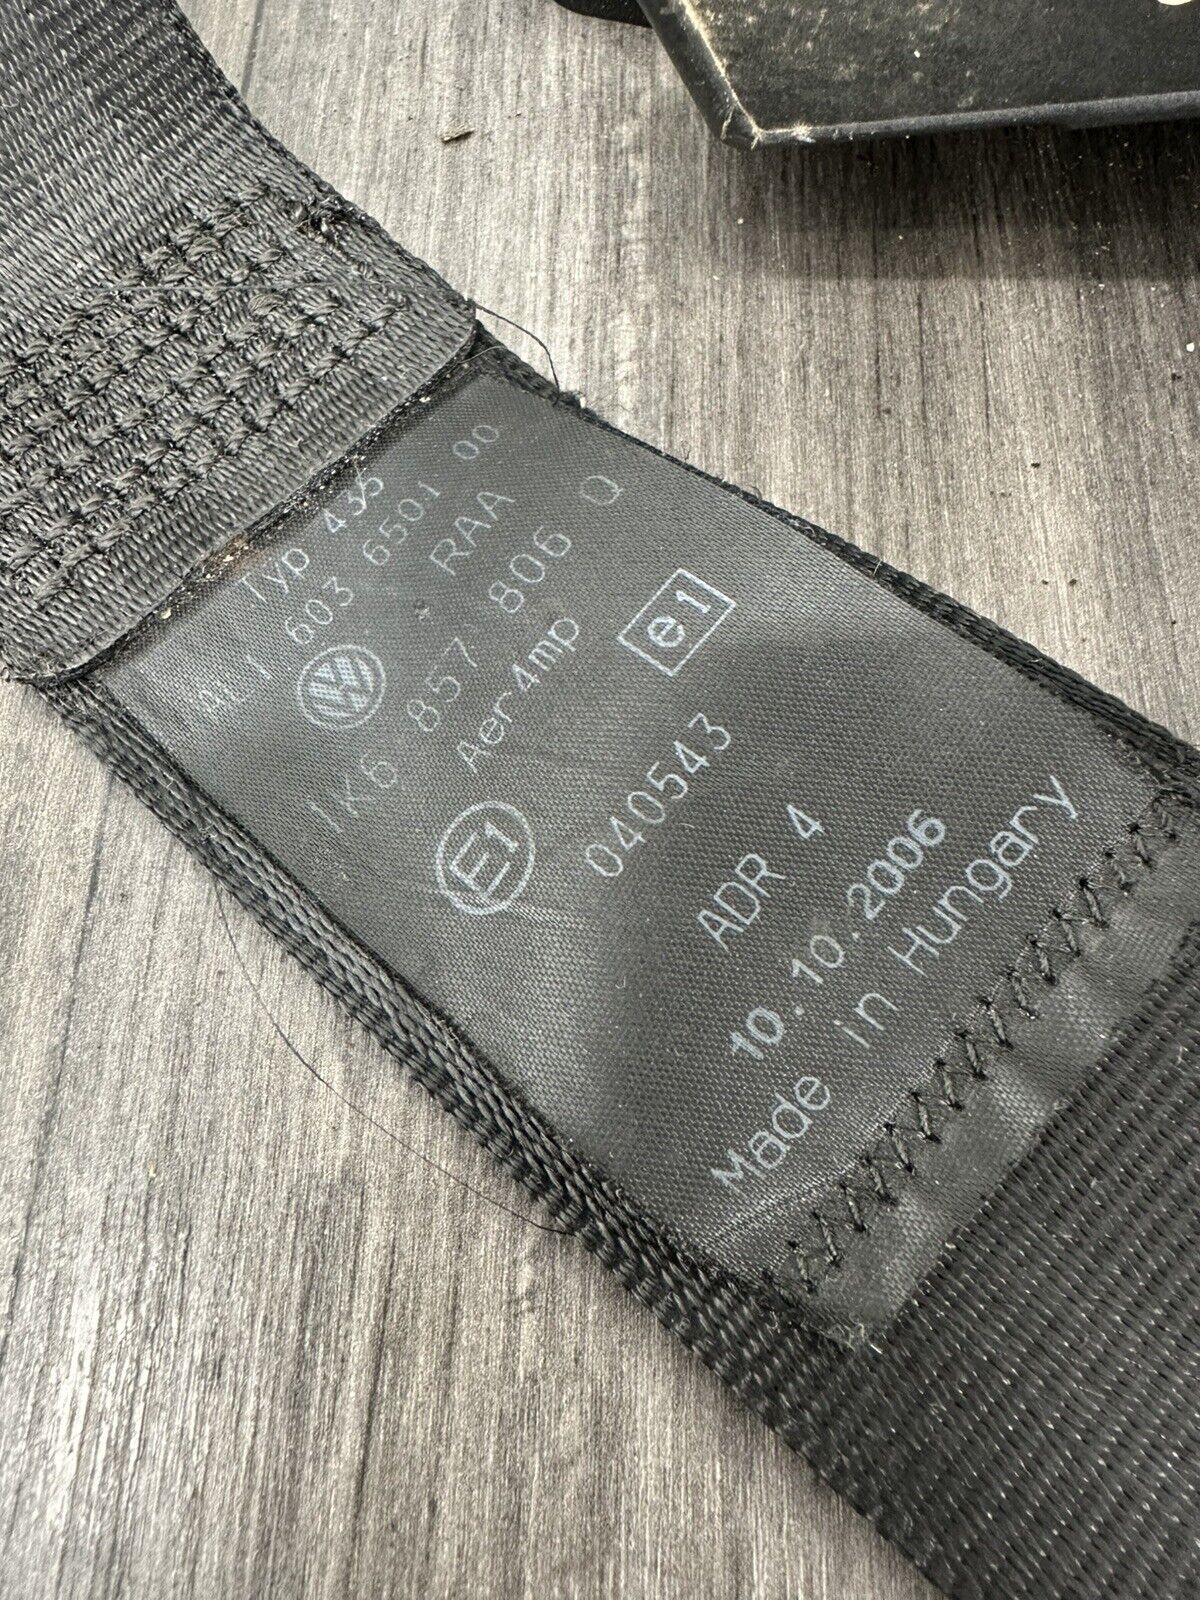 Typ 435
AL1 603 6501 00
RAA
1K6 857 806 Q
Aer4mp
e1
E1
040543
ADR 4
10.10.2006
Made in Hungary